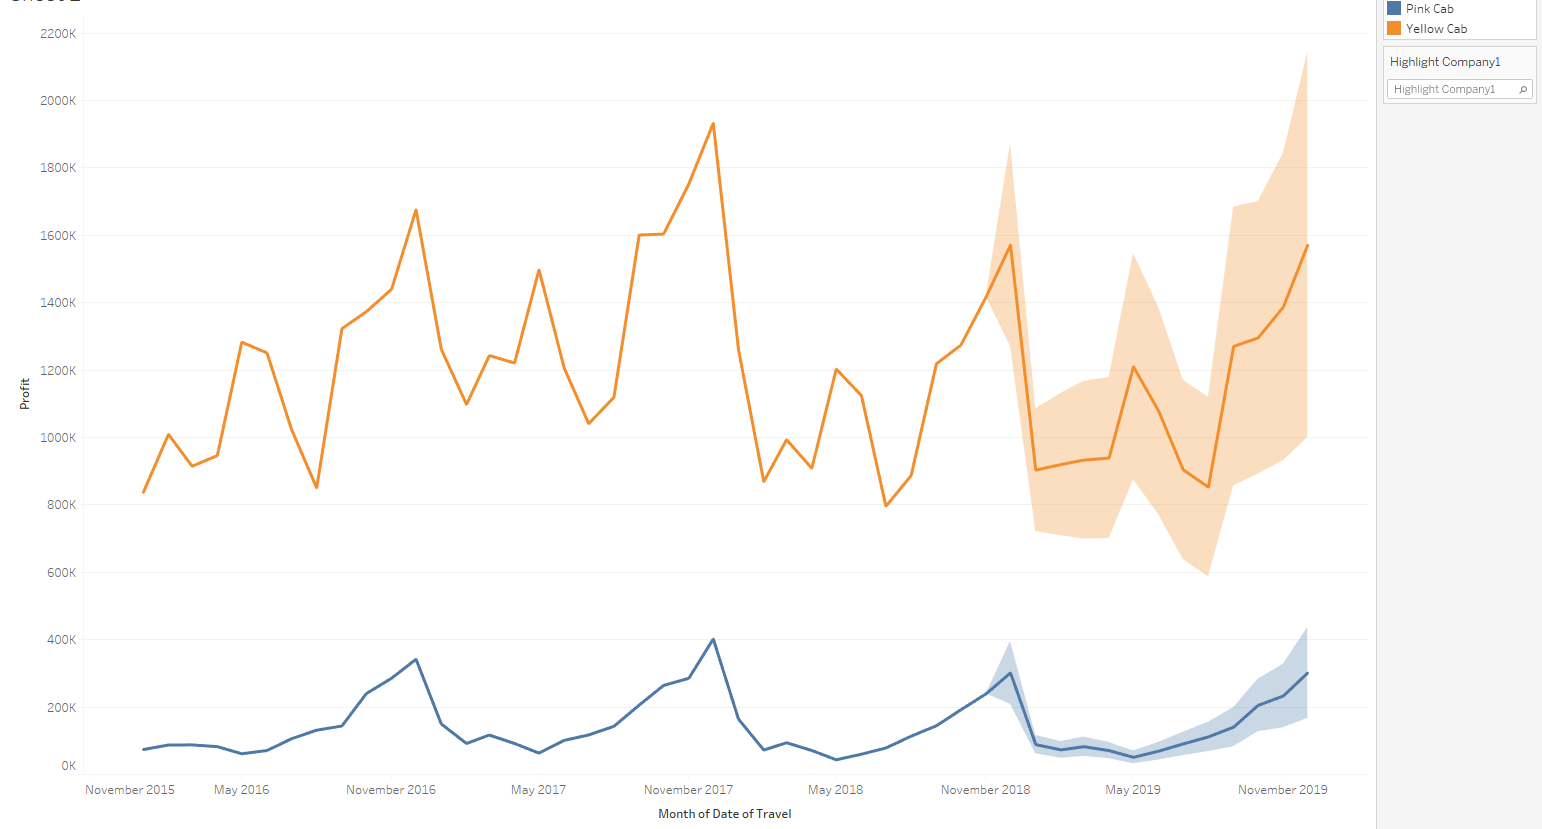 Pink Cab
Yellow Cab
Highlight Company1
Highlight Company1
2200K
2000K
1800K
1600K
1400K
1200K
1000K
800K
600K
400K
200K
0K
Profit
November 2015 May 2016 November 2016 May 2017 November 2017 May 2018 November 2018 May 2019 November 2019
Month of Date of Travel